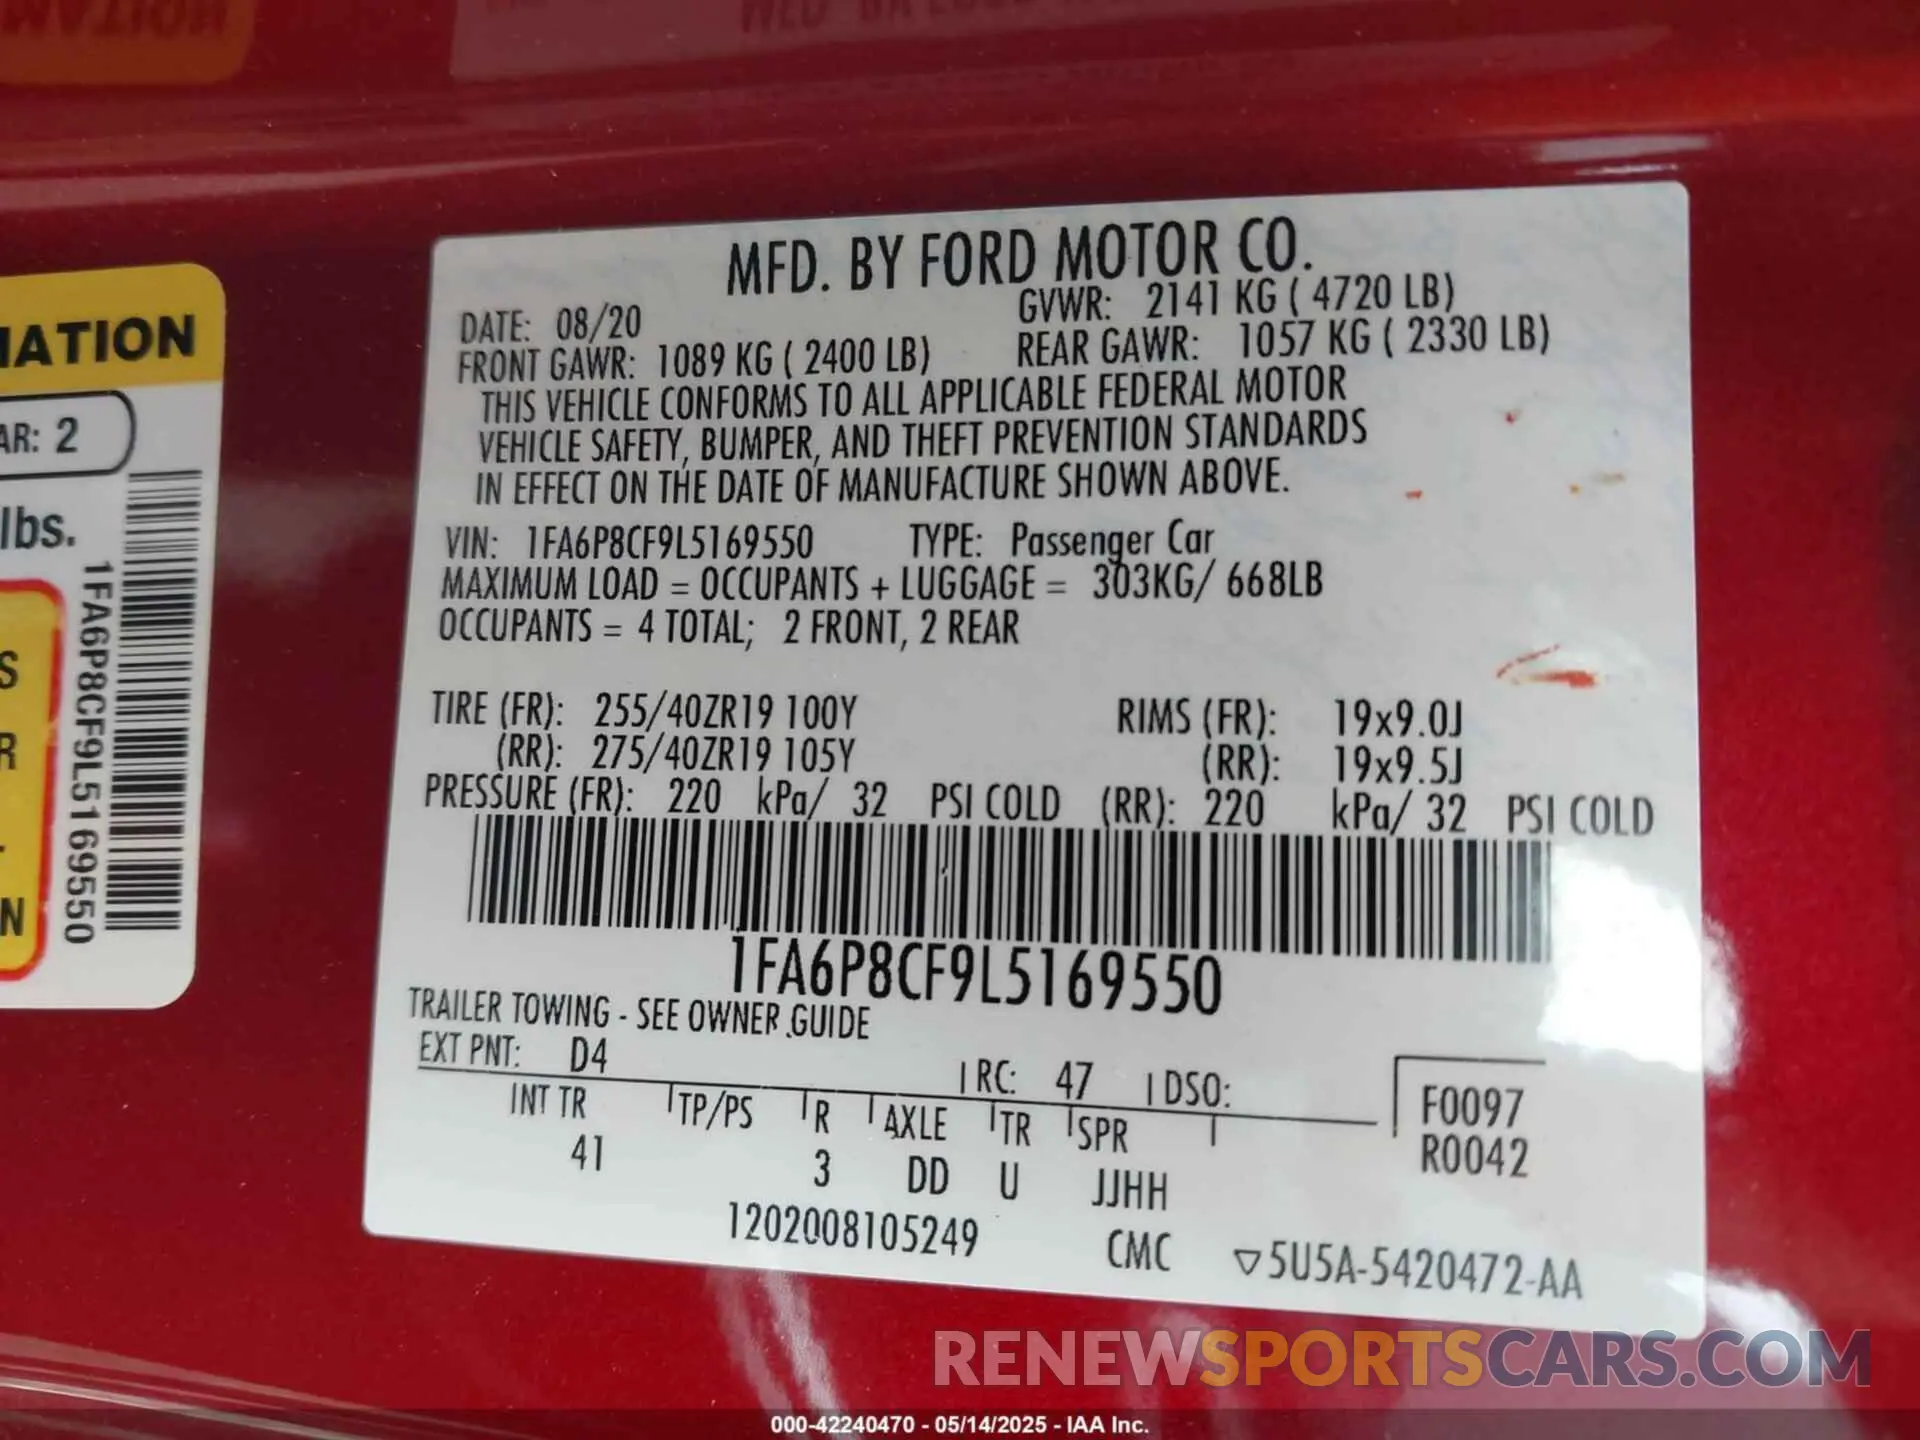 MATION
AR: 2
lbs.
1FA6P8CF9L5169550
S
R
N
MFD. BY FORD MOTOR CO.
DATE: 08/20
GVWR: 2141 KG ( 4720 LB)
FRONT GAWR: 1089 KG ( 2400 LB)
REAR GAWR: 1057 KG ( 2330 LB)
THIS VEHICLE CONFORMS TO ALL APPLICABLE FEDERAL MOTOR
VEHICLE SAFETY, BUMPER, AND THEFT PREVENTION STANDARDS
IN EFFECT ON THE DATE OF MANUFACTURE SHOWN ABOVE.
VIN: 1FA6P8CF9L5169550 TYPE: Passenger Car
MAXIMUM LOAD = OCCUPANTS + LUGGAGE = 303KG/ 668LB
OCCUPANTS = 4 TOTAL; 2 FRONT, 2 REAR
TIRE (FR): 255/40ZR19 100Y RIMS (FR): 19x9.0J
(RR): 275/40ZR19 105Y (RR): 19x9.5J
PRESSURE (FR): 220 kPa/ 32 PSI COLD (RR): 220 kPa/ 32 PSI COLD
1FA6P8CF9L5169550
TRAILER TOWING - SEE OWNER GUIDE
EXT PNT: D4 RC: 47 DSO:
F0097
R0042
INT TR TP/PS R AXLE TR SPR
41 3 DD U JJHH
1202008105249 CMC ▽5U5A-5420472-AA
RENEWSPORTSCARS.COM
000-42240470 - 05/14/2025 - IAA Inc.